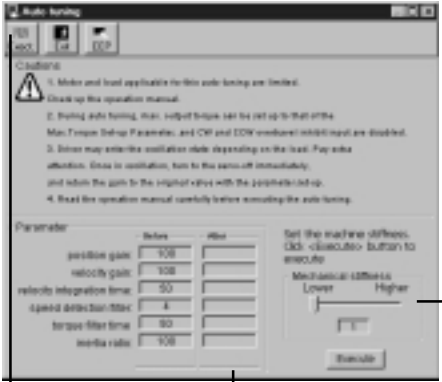 Auto tuning
Exit
Cautions
1. Motor and load applicable for this auto tuning are limited.
Check up the operation manual.
2. During auto tuning, max. output torque can be set up to that of the
Max.Torque Set-up Parameter, and CW and CCW overtravel inhibit input are disabled.
3. Driver may enter the oscillation state depending on the load. Pay extra
attention. Once in oscillation, turn to the servo-off immediately,
and return the gain to the original value with the parameter set-up.
4. Read the operation manual carefully before executing the auto tuning.
Parameter
Before After
position gain: 100
velocity gain: 100
velocity integration time: 50
speed detection filter: 4
torque filter time: 80
inertia ratio: 100
Set the machine stiffness.
Click <Execute> button to
execute
Mechanical stiffness
Lower Higher
1
Execute